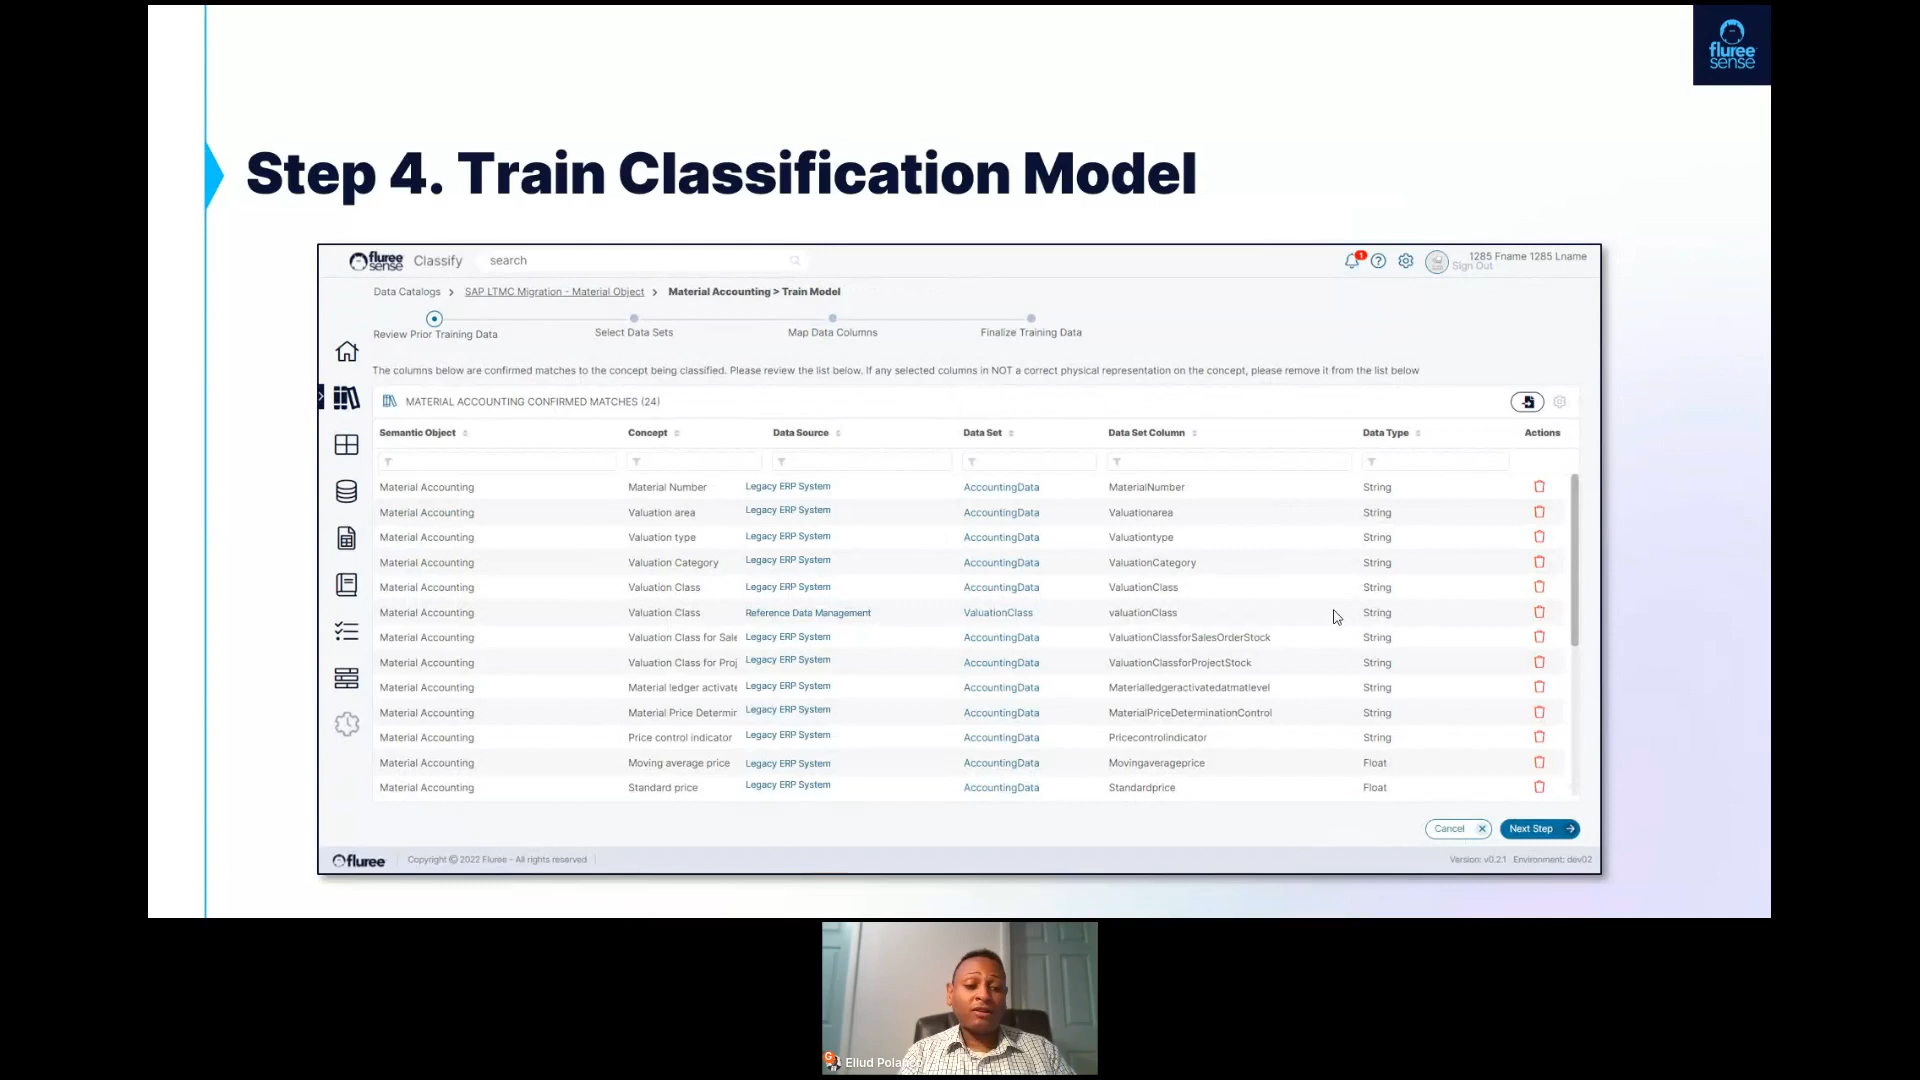 fluree
sense
Step 4. Train Classification Model
fluree
sense
Classify
search
1
1285 Fname 1285 Lname
Sign Out
Data Catalogs > SAP LTMC Migration - Material Object > Material Accounting > Train Model
Review Prior Training Data Select Data Sets Map Data Columns Finalize Training Data
The columns below are confirmed matches to the concept being classified. Please review the list below. If any selected columns in NOT a correct physical representation on the concept, please remove it from the list below
MATERIAL ACCOUNTING CONFIRMED MATCHES (24)
Semantic Object Concept Data Source Data Set Data Set Column Data Type Actions
Material Accounting Material Number Legacy ERP System AccountingData MaterialNumber String
Material Accounting Valuation area Legacy ERP System AccountingData Valuationarea String
Material Accounting Valuation type Legacy ERP System AccountingData Valuationtype String
Material Accounting Valuation Category Legacy ERP System AccountingData ValuationCategory String
Material Accounting Valuation Class Legacy ERP System AccountingData ValuationClass String
Material Accounting Valuation Class Reference Data Management ValuationClass valuationClass String
Material Accounting Valuation Class for Sale Legacy ERP System AccountingData ValuationClassforSalesOrderStock String
Material Accounting Valuation Class for Proj Legacy ERP System AccountingData ValuationClassforProjectStock String
Material Accounting Material ledger activate Legacy ERP System AccountingData Materialledgeractivatedatmatlevel String
Material Accounting Material Price Determin Legacy ERP System AccountingData MaterialPriceDeterminationControl String
Material Accounting Price control indicator Legacy ERP System AccountingData Pricecontrolindicator String
Material Accounting Moving average price Legacy ERP System AccountingData Movingaverageprice Float
Material Accounting Standard price Legacy ERP System AccountingData Standardprice Float
Cancel Next Step
fluree Copyright © 2022 Fluree - All rights reserved Version: v0.2.1 Environment: dev02
G
Eliud Pola